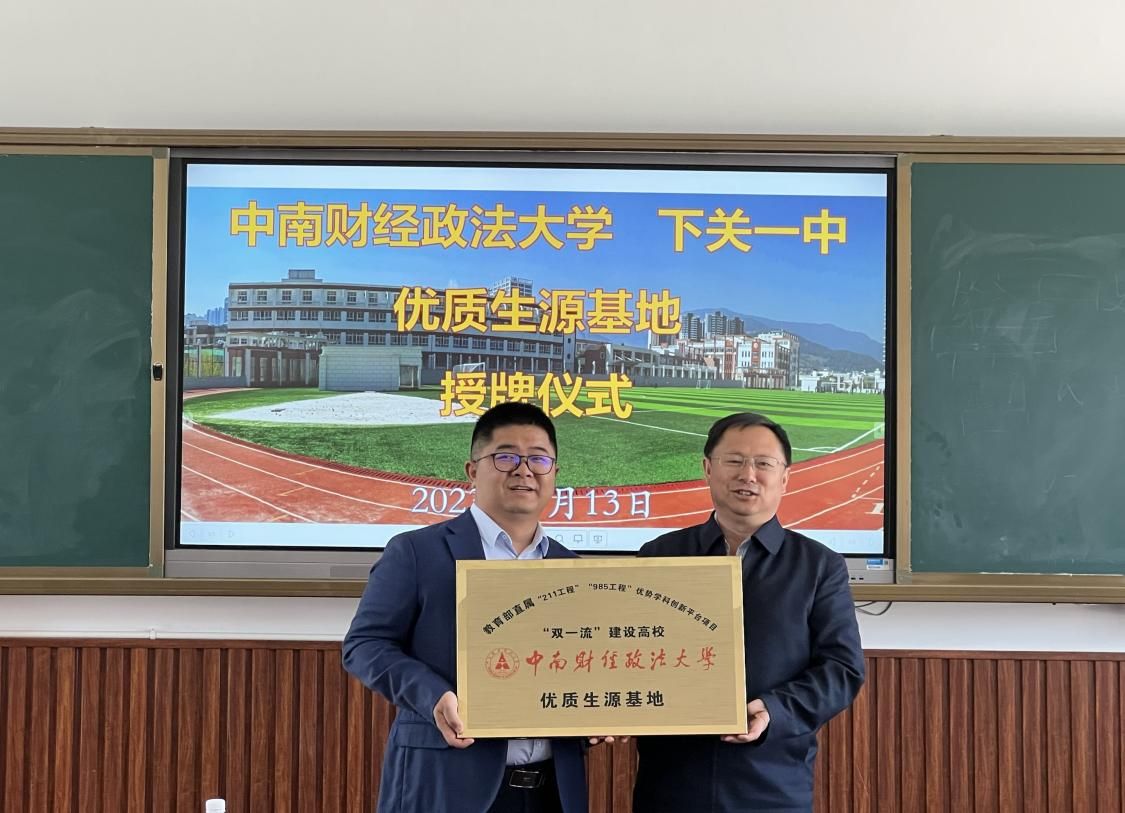 中南财经政法大学 下关一中
优质生源基地
授牌仪式
202 月13日
教育部直属"211工程" "985工程"优势学科创新平台项目
"双一流"建设高校
中南财经政法大学
优质生源基地